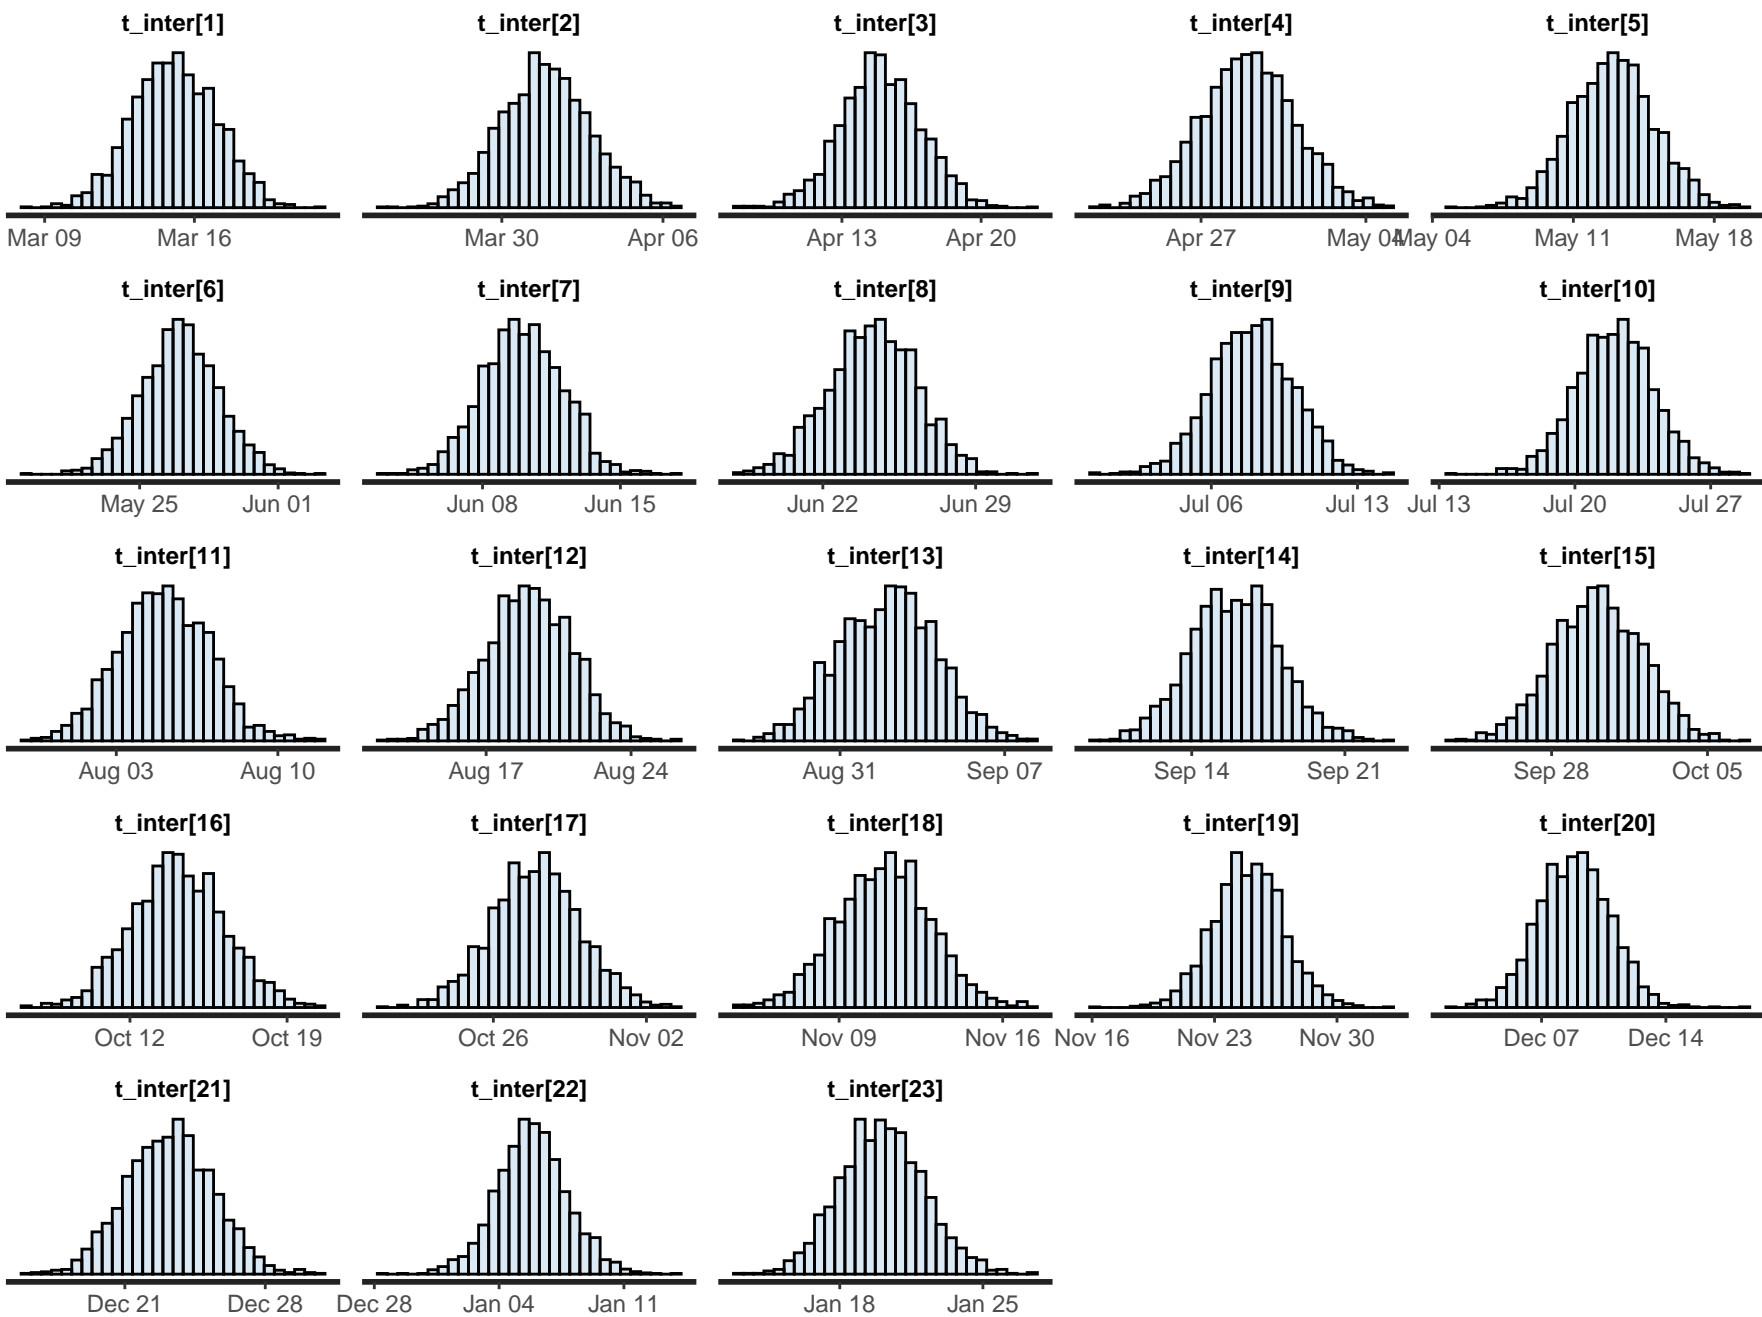 t_inter[1] t_inter[2] t_inter[3] t_inter[4] t_inter[5]
Mar 09 Mar 16 Mar 30 Apr 06 Apr 13 Apr 20 Apr 27 May 04 May 04 May 11 May 18
t_inter[6] t_inter[7] t_inter[8] t_inter[9] t_inter[10]
May 25 Jun 01 Jun 08 Jun 15 Jun 22 Jun 29 Jul 06 Jul 13 Jul 13 Jul 20 Jul 27
t_inter[11] t_inter[12] t_inter[13] t_inter[14] t_inter[15]
Aug 03 Aug 10 Aug 17 Aug 24 Aug 31 Sep 07 Sep 14 Sep 21 Sep 28 Oct 05
t_inter[16] t_inter[17] t_inter[18] t_inter[19] t_inter[20]
Oct 12 Oct 19 Oct 26 Nov 02 Nov 09 Nov 16 Nov 16 Nov 23 Nov 30 Dec 07 Dec 14
t_inter[21] t_inter[22] t_inter[23]
Dec 21 Dec 28 Dec 28 Jan 04 Jan 11 Jan 18 Jan 25